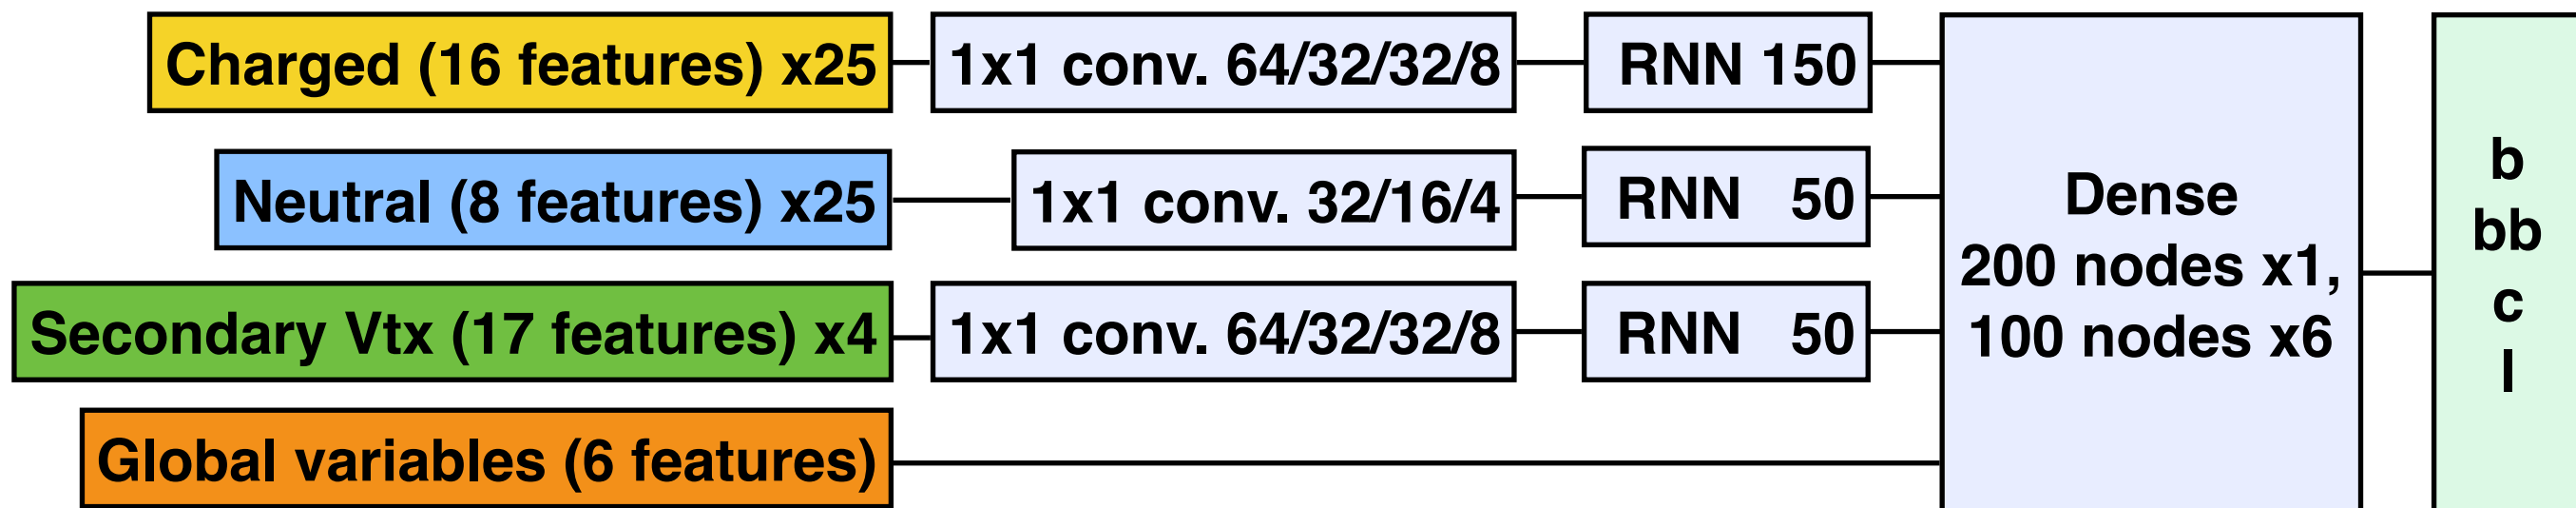 Charged (16 features) x25
1x1 conv. 64/32/32/8
RNN 150
Neutral (8 features) x25
1x1 conv. 32/16/4
RNN 50
Secondary Vtx (17 features) x4
1x1 conv. 64/32/32/8
RNN 50
Global variables (6 features)
Dense
200 nodes x1,
100 nodes x6
b
bb
c
l